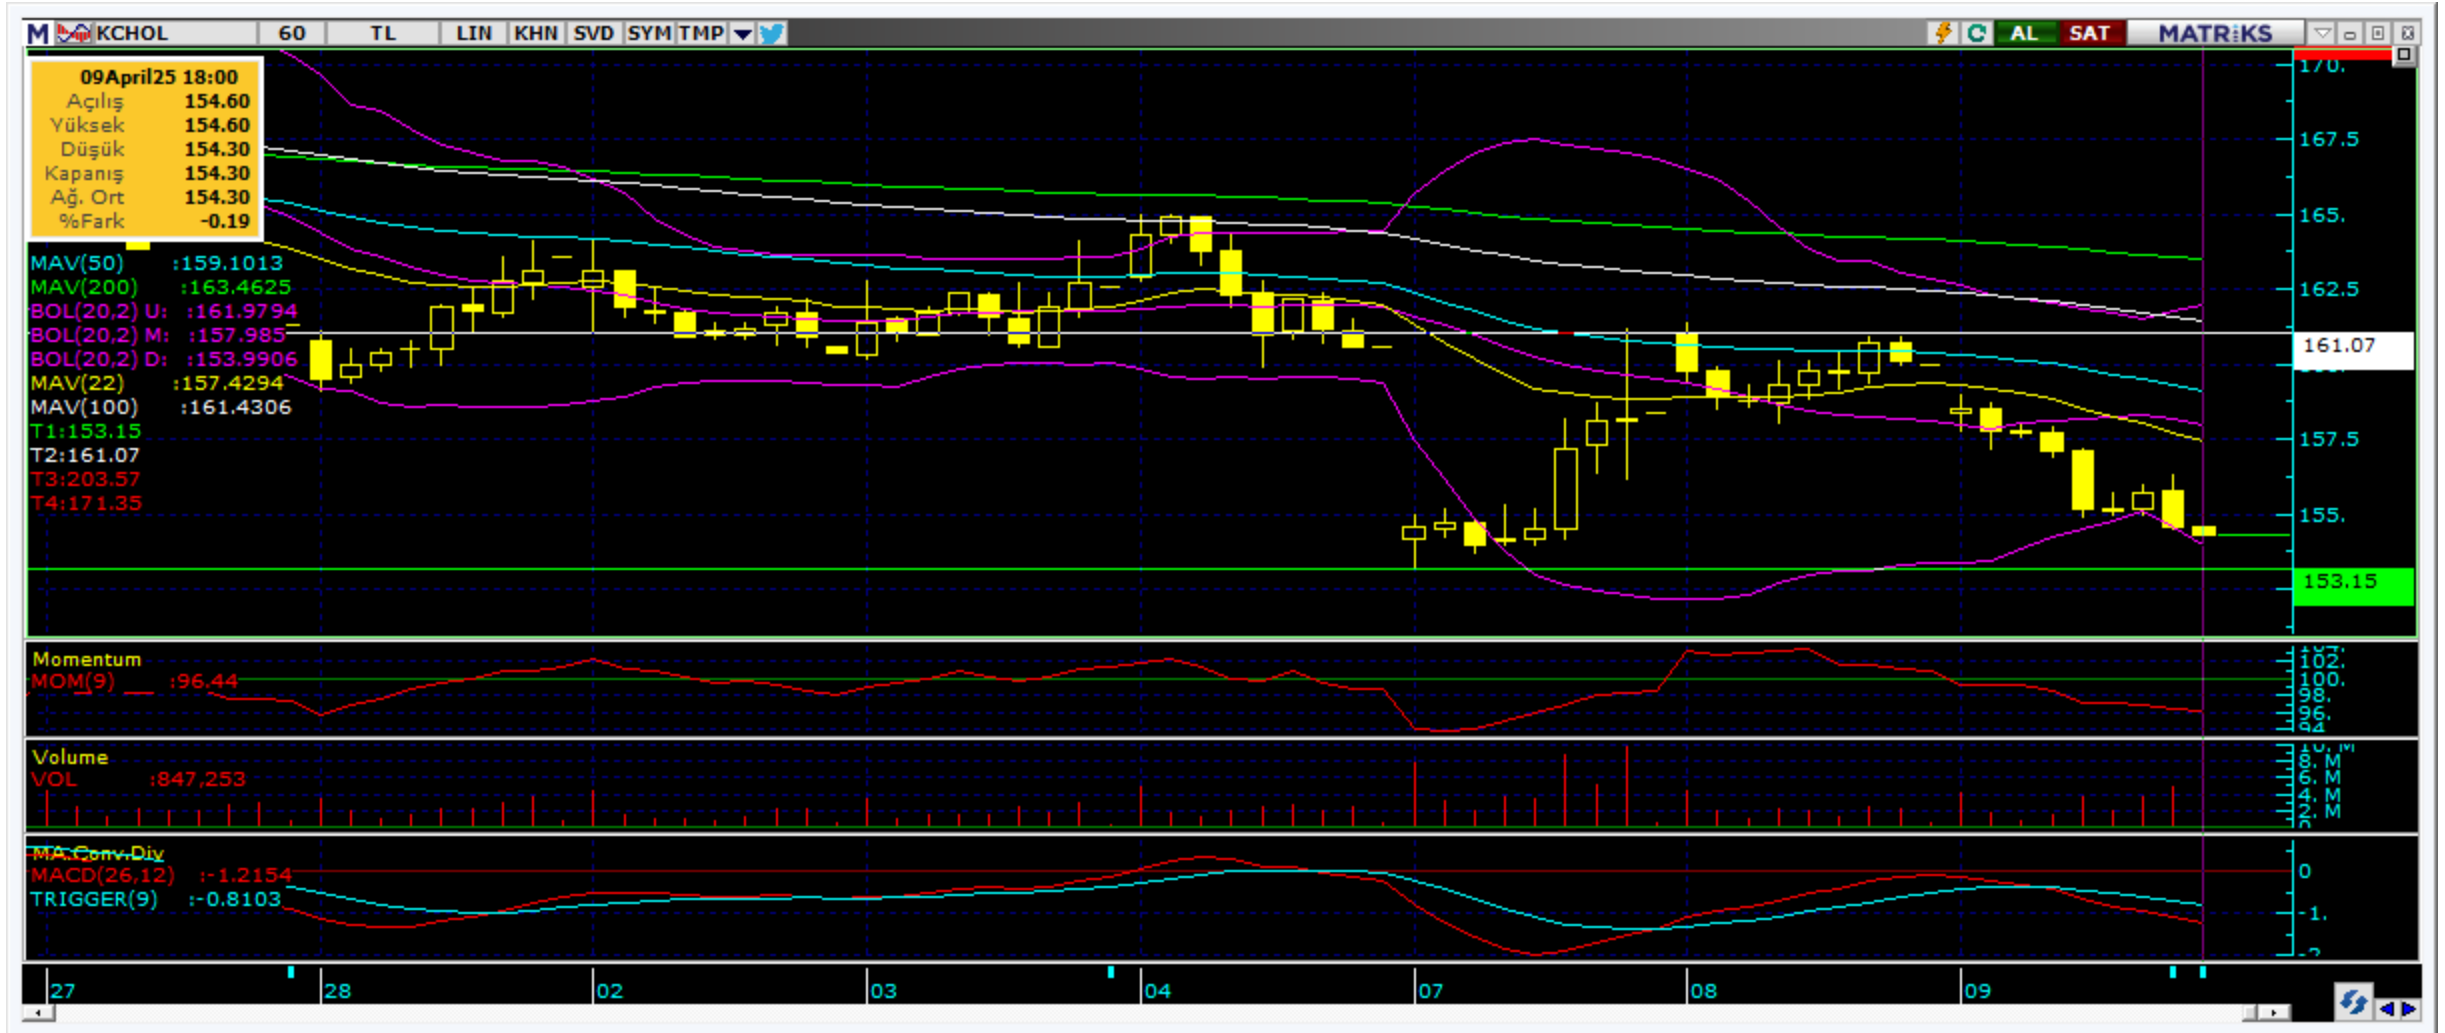 M KCHOL 60 TL LIN KHN SVD SYM TMP AL SAT MATRiKS
09April25 18:00
Açılış 154.60
Yüksek 154.60
Düşük 154.30
Kapanış 154.30
Ağ. Ort 154.30
%Fark -0.19
MAV(50) :159.1013
MAV(200) :163.4625
BOL(20,2) U: :161.9794
BOL(20,2) M: :157.985
BOL(20,2) D: :153.9906
MAV(22) :157.4294
MAV(100) :161.4306
T1:153.15
T2:161.07
T3:203.57
T4:171.35
170.
167.5
165.
162.5
161.07
157.5
155.
153.15
Momentum
MOM(9) :96.44
104.
102.
100.
98.
96.
94
Volume
VOL :847,253
10. M
8. M
6. M
4. M
2. M
0
MA.Conv.Div
MACD(26,12) :-1.2154
TRIGGER(9) :-0.8103
0
-1.
-2
27 28 02 03 04 07 08 09